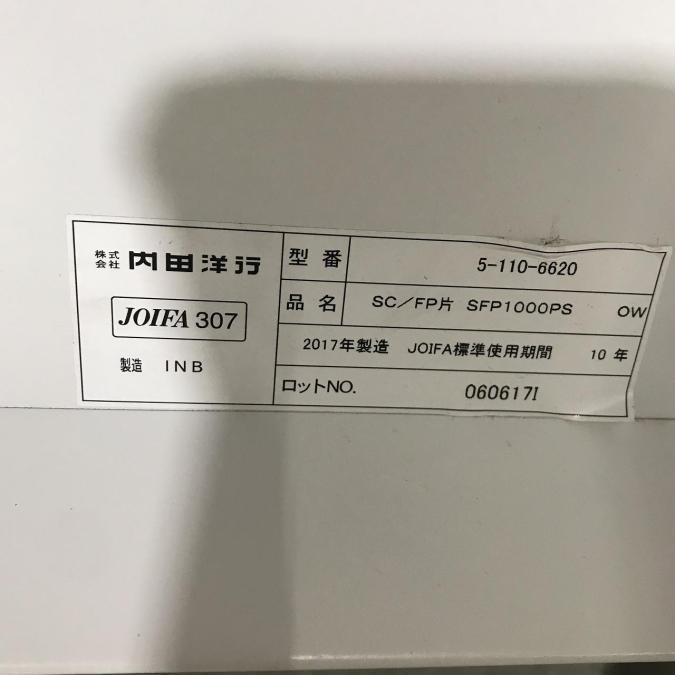 株式会社 内田洋行
JOIFA 307
製造 INB
型番 5-110-6620
品名 SC／FP片 SFP1000PS OW
2017年製造 JOIFA標準使用期間 10年
ロットNO. 060617I